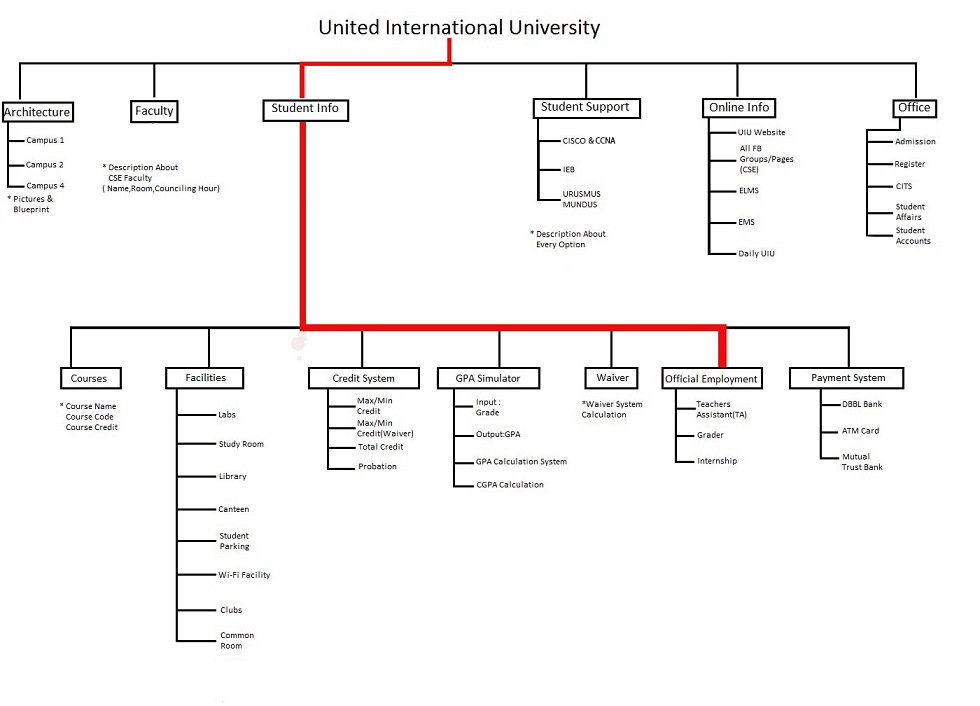 United International University
Architecture
Campus 1
Campus 2
Campus 4
* Pictures &
Blueprint
Faculty
* Description About
CSE Faculty
( Name,Room,Counciling Hour)
Student Info
Student Support
CISCO & CCNA
IEB
URUSMUS
MUNDUS
* Description About
Every Option
Online Info
UIU Website
All FB
Groups/Pages
(CSE)
ELMS
EMS
Daily UIU
Office
Admission
Register
CITS
Student
Affairs
Student
Accounts
Courses
* Course Name
Course Code
Course Credit
Facilities
Labs
Study Room
Library
Canteen
Student
Parking
Wi-Fi Facility
Clubs
Common
Room
Credit System
Max/Min
Credit
Max/Min
Credit(Waiver)
Total Credit
Probation
GPA Simulator
Input :
Grade
Output:GPA
GPA Calculation System
CGPA Calculation
Waiver
*Waiver System
Calculation
Official Employment
Teachers
Assistant(TA)
Grader
Internship
Payment System
DBBL Bank
ATM Card
Mutual
Trust Bank